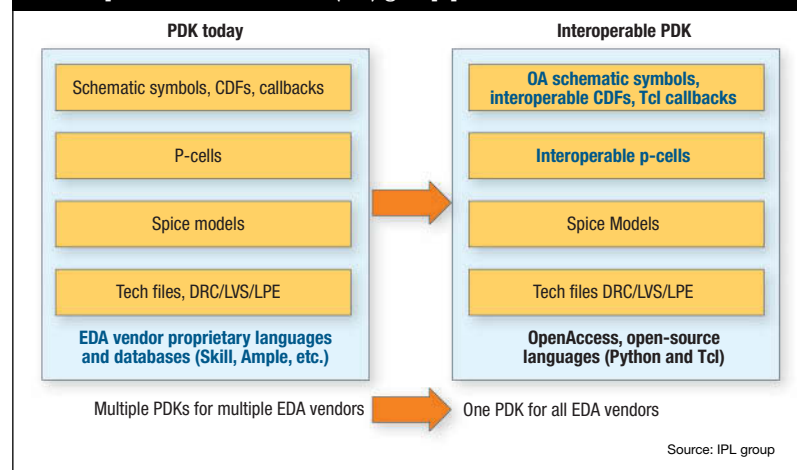 PDK today
Interoperable PDK
Schematic symbols, CDFs, callbacks
OA schematic symbols,
interoperable CDFs, Tcl callbacks
P-cells
Interoperable p-cells
Spice models
Spice Models
Tech files, DRC/LVS/LPE
Tech files DRC/LVS/LPE
EDA vendor proprietary languages
and databases (Skill, Ample, etc.)
OpenAccess, open-source
languages (Python and Tcl)
Multiple PDKs for multiple EDA vendors
One PDK for all EDA vendors
Source: IPL group